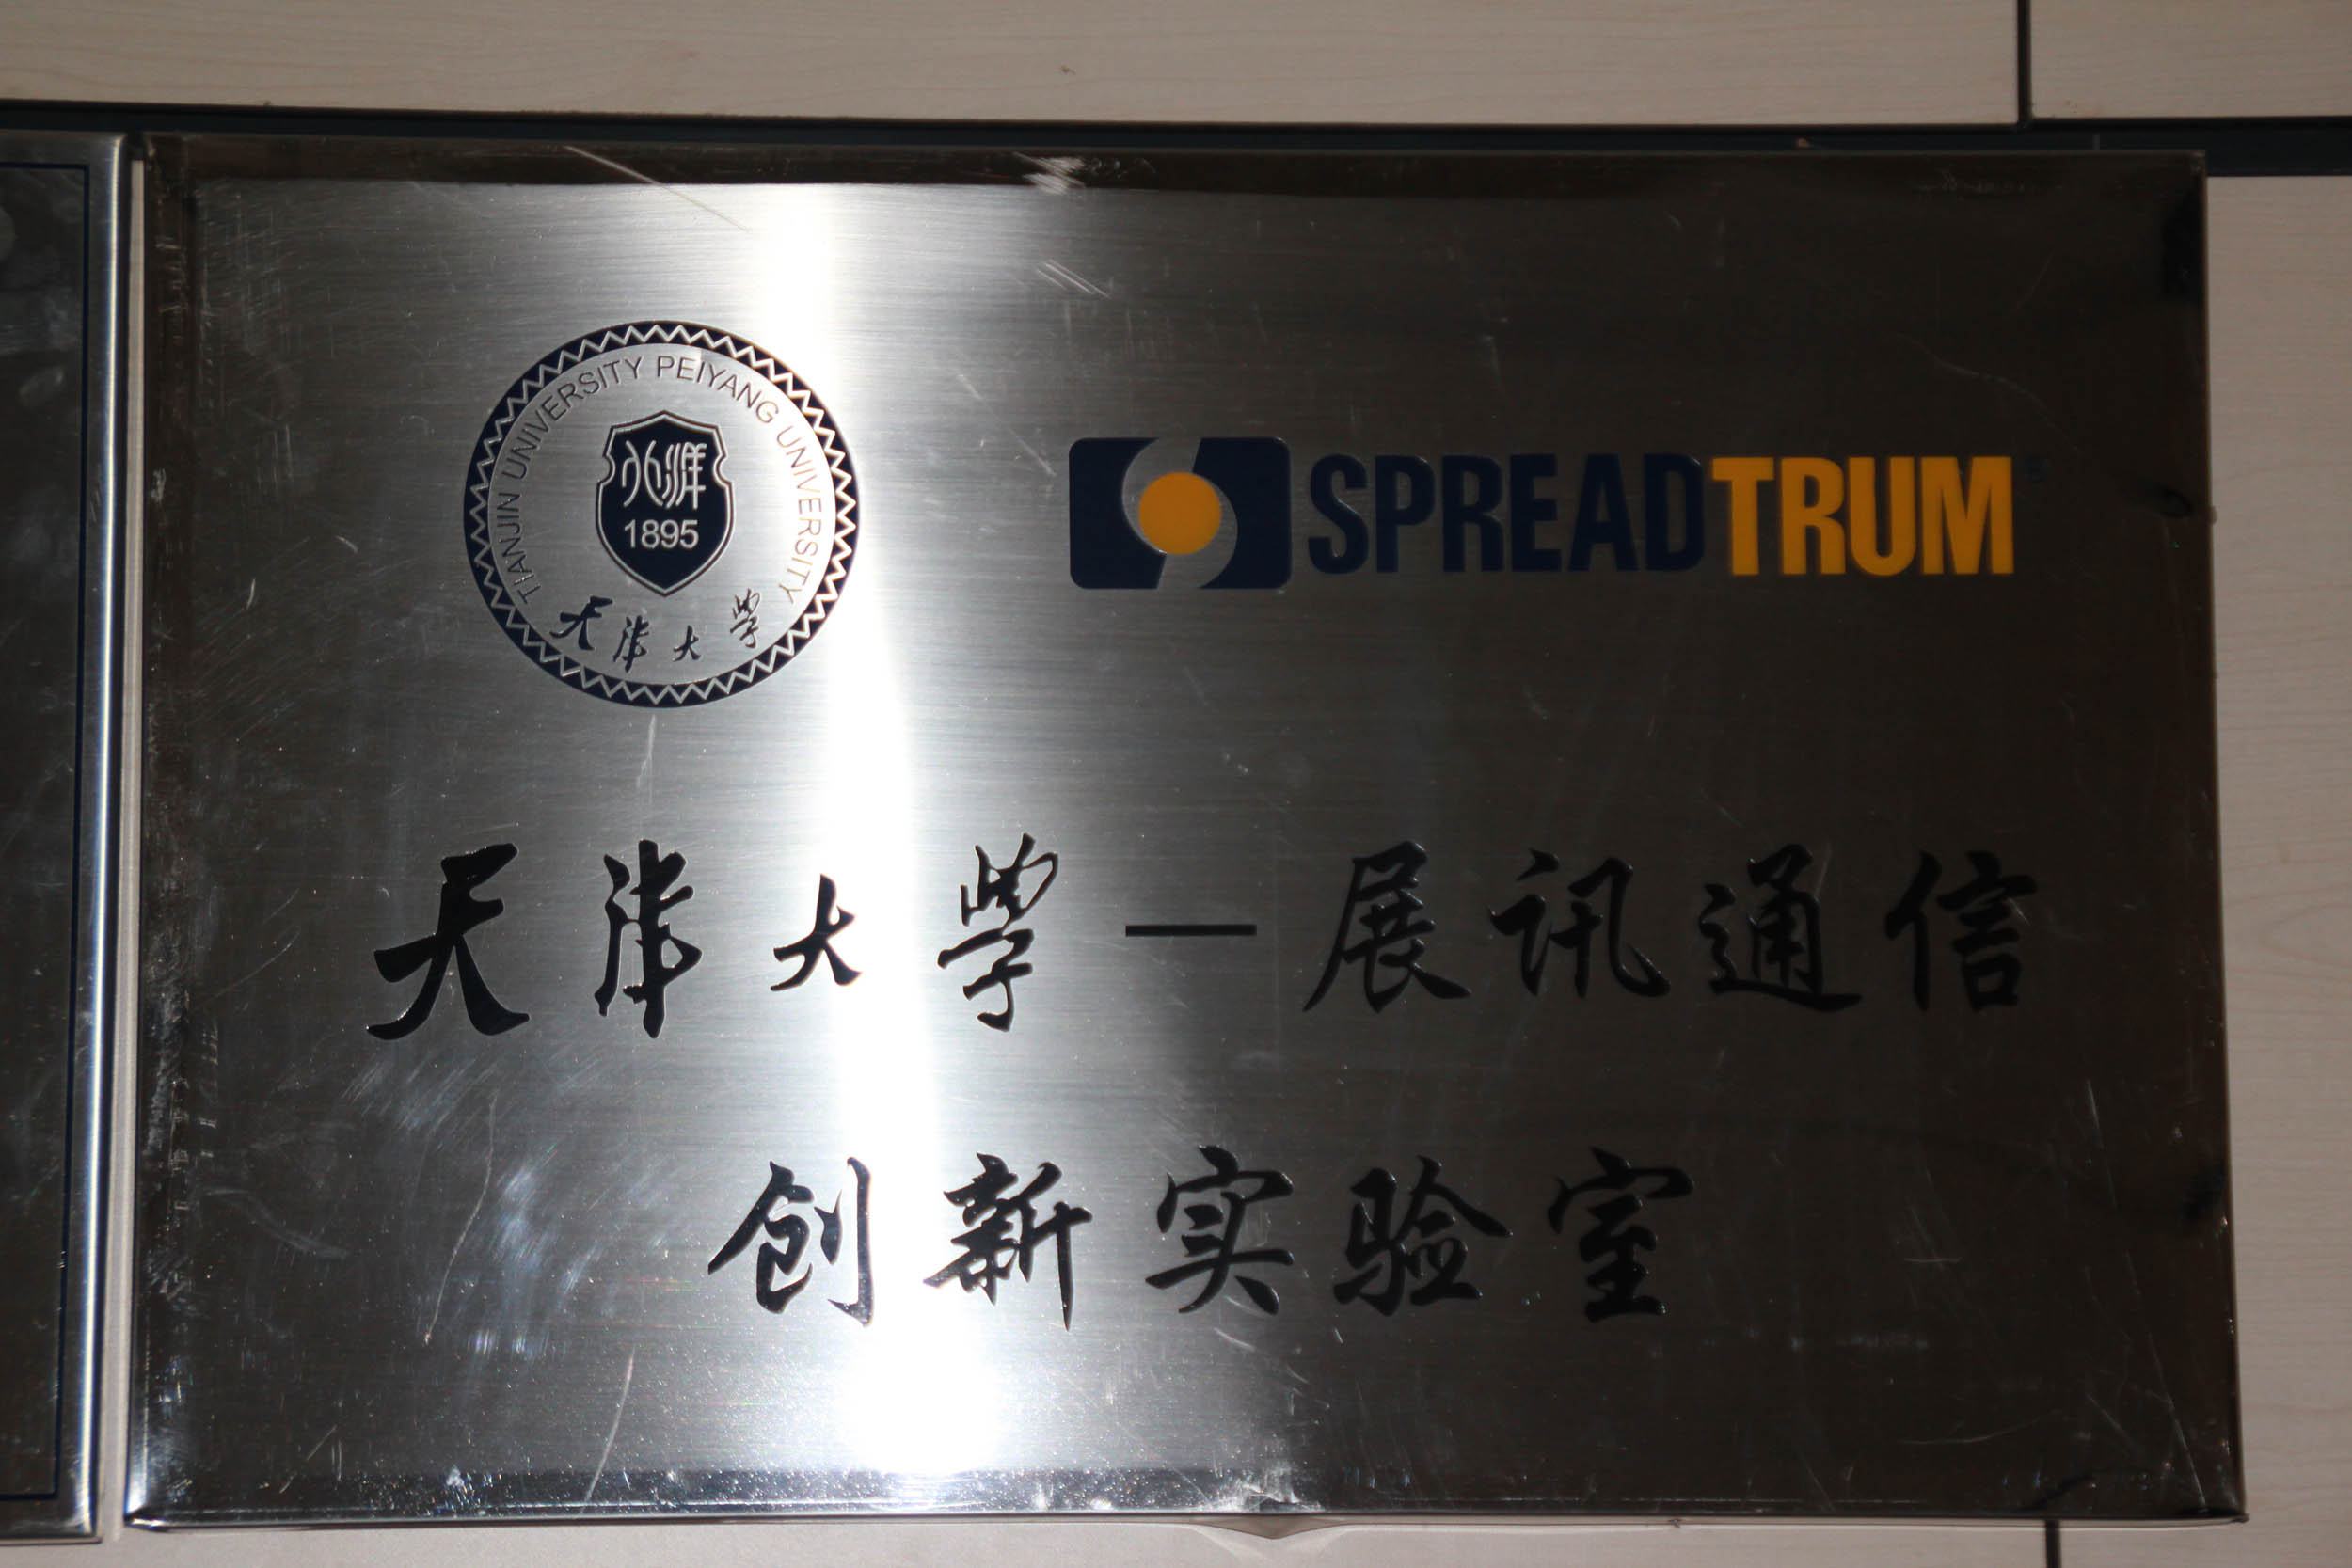 TIANJIN UNIVERSITY PEIYANG UNIVERSITY
北洋
1895
天津大学
SPREADTRUM
天津大学—展讯通信
创新实验室